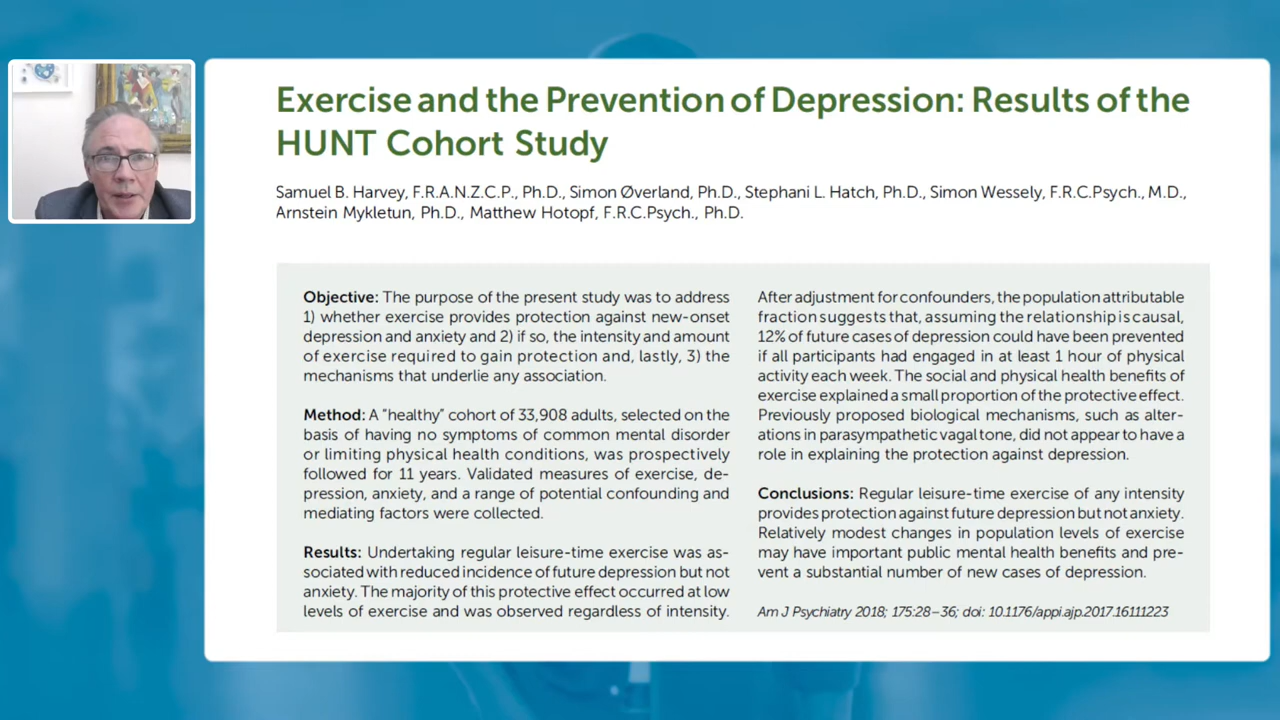 Exercise and the Prevention of Depression: Results of the
HUNT Cohort Study
Samuel B. Harvey, F.R.A.N.Z.C.P., Ph.D., Simon Øverland, Ph.D., Stephani L. Hatch, Ph.D., Simon Wessely, F.R.C.Psych., M.D.,
Arnstein Mykletun, Ph.D., Matthew Hotopf, F.R.C.Psych., Ph.D.
Objective: The purpose of the present study was to address
1) whether exercise provides protection against new-onset
depression and anxiety and 2) if so, the intensity and amount
of exercise required to gain protection and, lastly, 3) the
mechanisms that underlie any association.
Method: A “healthy” cohort of 33,908 adults, selected on the
basis of having no symptoms of common mental disorder
or limiting physical health conditions, was prospectively
followed for 11 years. Validated measures of exercise, de-
pression, anxiety, and a range of potential confounding and
mediating factors were collected.
Results: Undertaking regular leisure-time exercise was as-
sociated with reduced incidence of future depression but not
anxiety. The majority of this protective effect occurred at low
levels of exercise and was observed regardless of intensity.
After adjustment for confounders, the population attributable
fraction suggests that, assuming the relationship is causal,
12% of future cases of depression could have been prevented
if all participants had engaged in at least 1 hour of physical
activity each week. The social and physical health benefits of
exercise explained a small proportion of the protective effect.
Previously proposed biological mechanisms, such as alter-
ations in parasympathetic vagal tone, did not appear to have a
role in explaining the protection against depression.
Conclusions: Regular leisure-time exercise of any intensity
provides protection against future depression but not anxiety.
Relatively modest changes in population levels of exercise
may have important public mental health benefits and pre-
vent a substantial number of new cases of depression.
Am J Psychiatry 2018; 175:28–36; doi: 10.1176/appi.ajp.2017.16111223